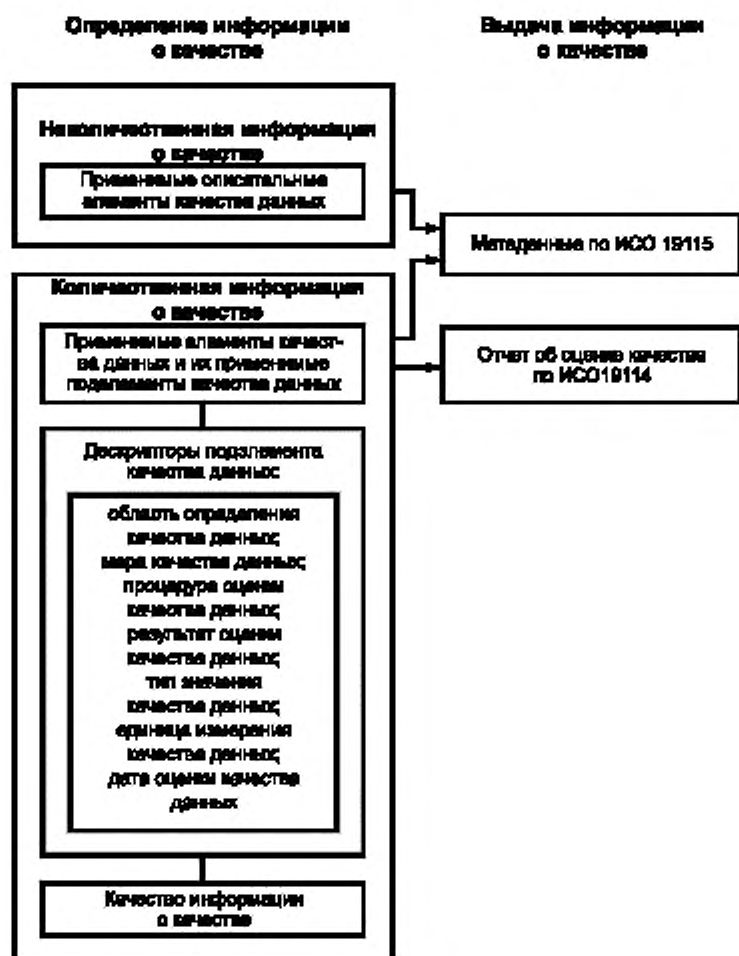 Определение информации
о качестве
Выдача информации
о качестве
Неколичественная информация
о качестве
Применимые описательные
элементы качества данных
Метаданные по ИСО 19115
Количественная информация
о качестве
Применимые элементы качест-
ва данных и их применимые
подэлементы качества данных
Отчет об оценке качества
по ИСО19114
Дескрипторы подэлемента
качества данных:
область определения
качества данных;
мера качества данных;
процедура оценки
качества данных;
результат оценки
качества данных;
тип значения
качества данных;
единица измерения
качества данных;
дата оценки качества
данных
Качество информации
о качестве